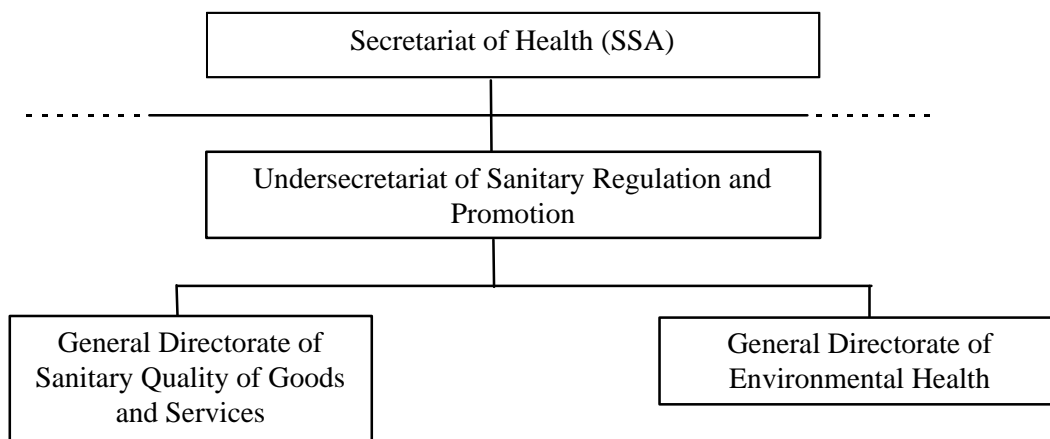 Secretariat of Health (SSA)
Undersecretariat of Sanitary Regulation and
Promotion
General Directorate of
Sanitary Quality of Goods
and Services
General Directorate of
Environmental Health